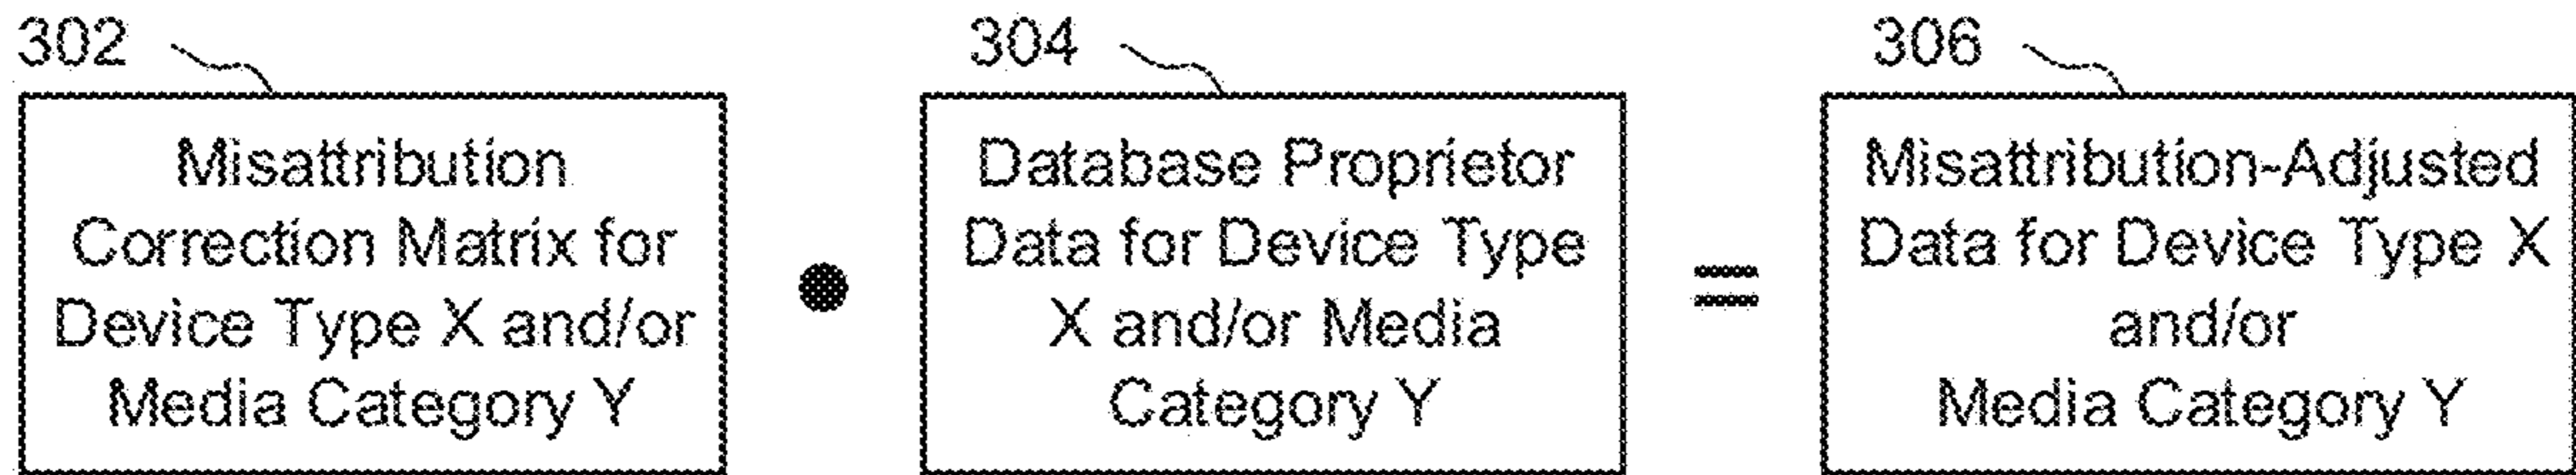 302
304
306
Misattribution
Correction Matrix for
Device Type X and/or
Media Category Y
•
Database Proprietor
Data for Device Type
X and/or Media
Category Y
=
Misattribution-Adjusted
Data for Device Type X
and/or
Media Category Y